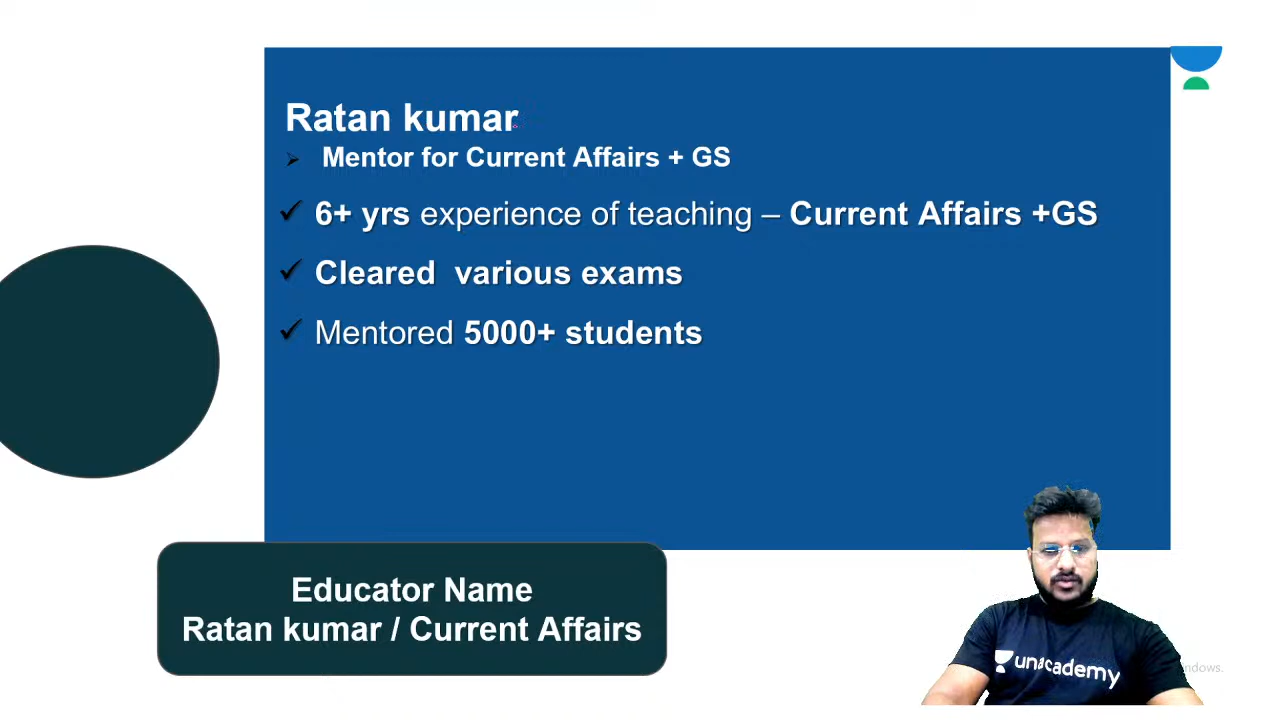 Ratan kumar
Mentor for Current Affairs + GS
6+ yrs experience of teaching – Current Affairs +GS
Cleared various exams
Mentored 5000+ students
Educator Name
Ratan kumar / Current Affairs
unacademy